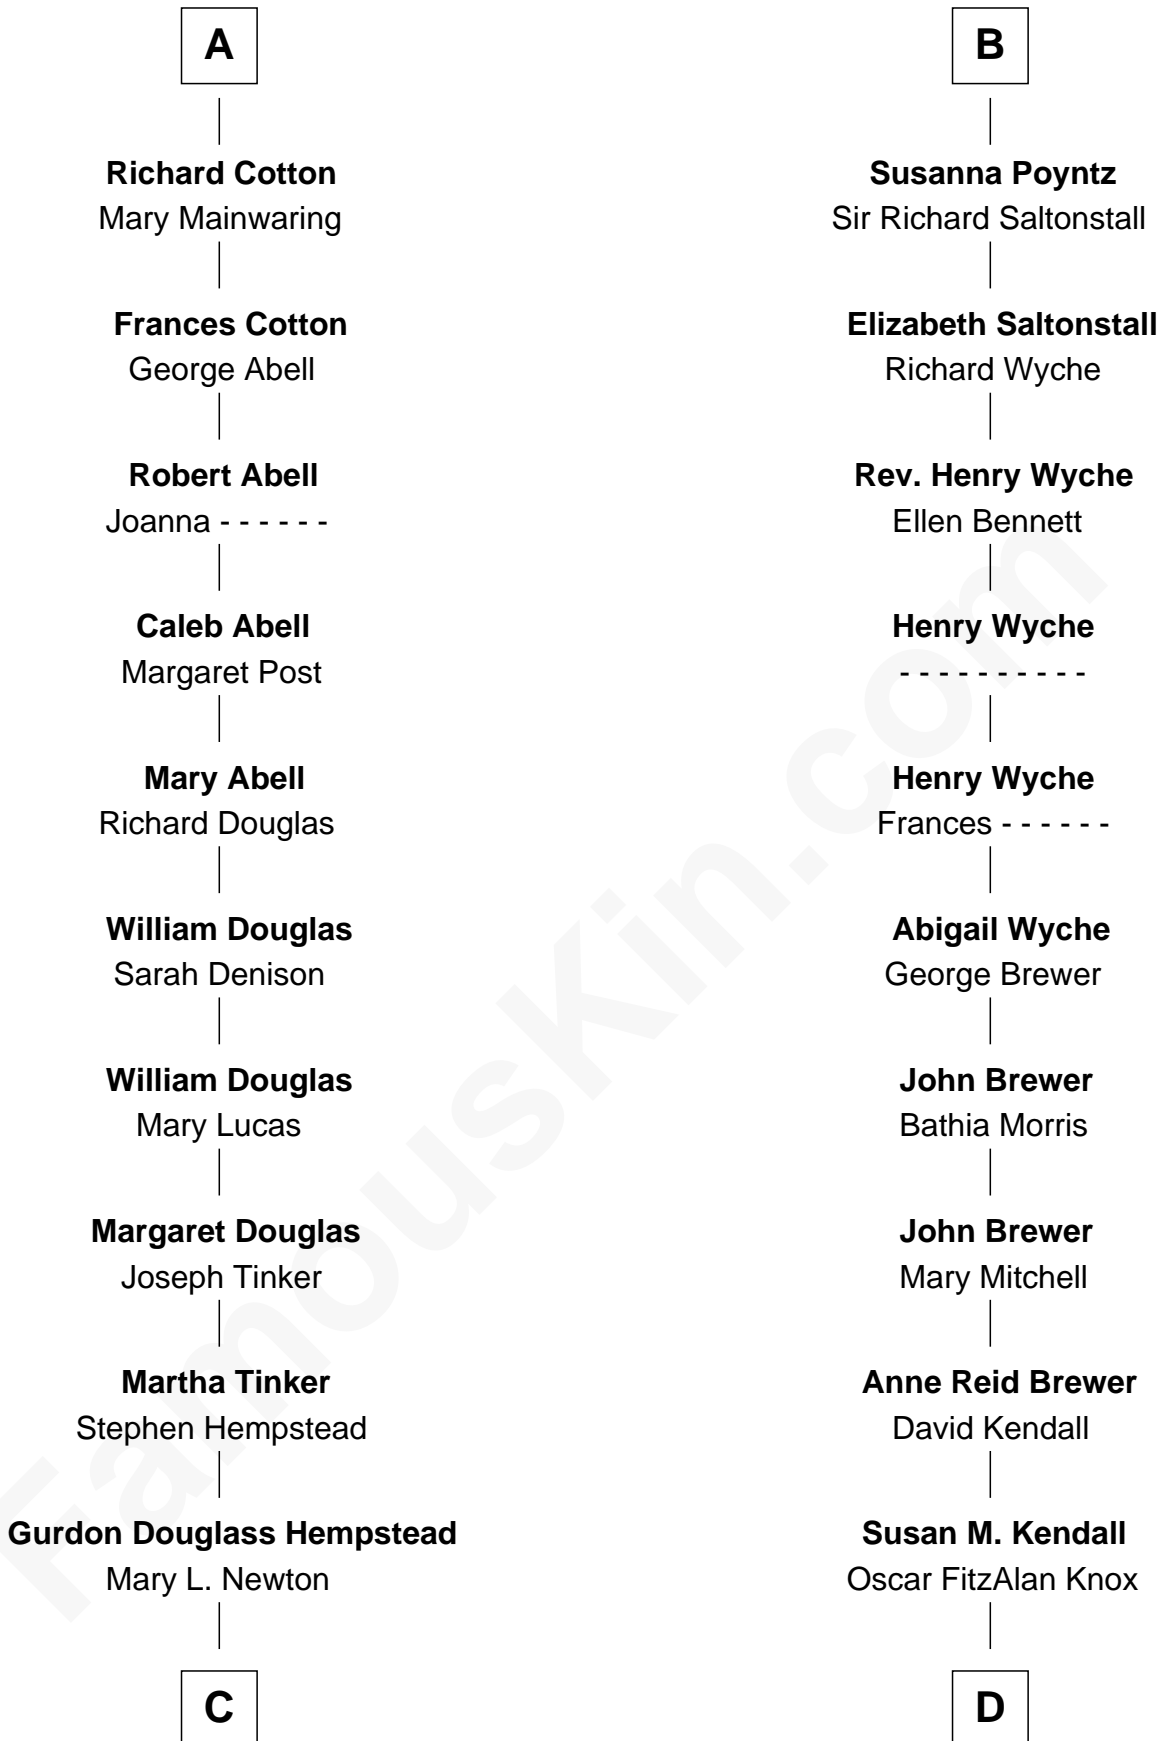 A
Richard Cotton
Mary Mainwaring
Frances Cotton
George Abell
Robert Abell
Joanna - - - - - -
Caleb Abell
Margaret Post
Mary Abell
Richard Douglas
William Douglas
Sarah Denison
William Douglas
Mary Lucas
Margaret Douglas
Joseph Tinker
Martha Tinker
Stephen Hempstead
Gurdon Douglass Hempstead
Mary L. Newton
C
B
Susanna Poyntz
Sir Richard Saltonstall
Elizabeth Saltonstall
Richard Wyche
Rev. Henry Wyche
Ellen Bennett
Henry Wyche
- - - - - - - - - -
Henry Wyche
Frances - - - - - -
Abigail Wyche
George Brewer
John Brewer
Bathia Morris
John Brewer
Mary Mitchell
Anne Reid Brewer
David Kendall
Susan M. Kendall
Oscar FitzAlan Knox
D
FamousKin.com